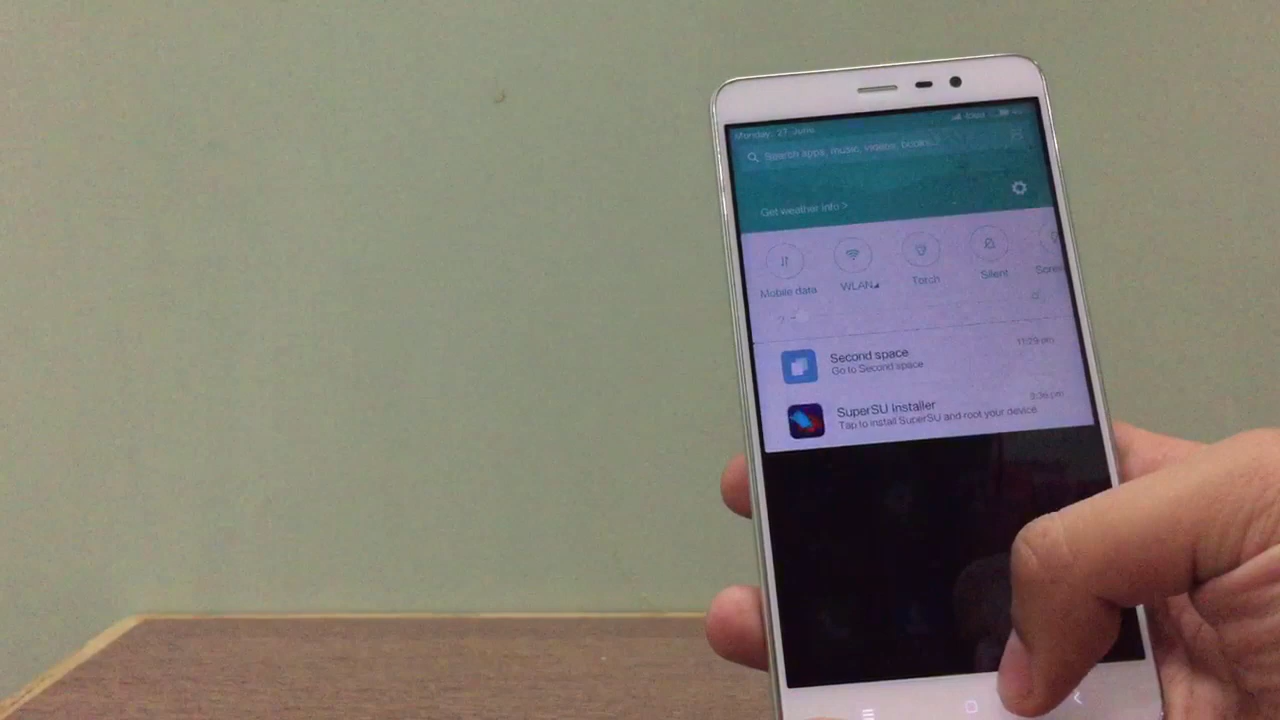 Monday, 27 June
Search apps, music, videos, books...
Get weather info >
Mobile data
WLAN
Torch
Silent
Scree
Second space
11:29 pm
Go to Second space
SuperSU Installer
Tap to install SuperSU and root your device